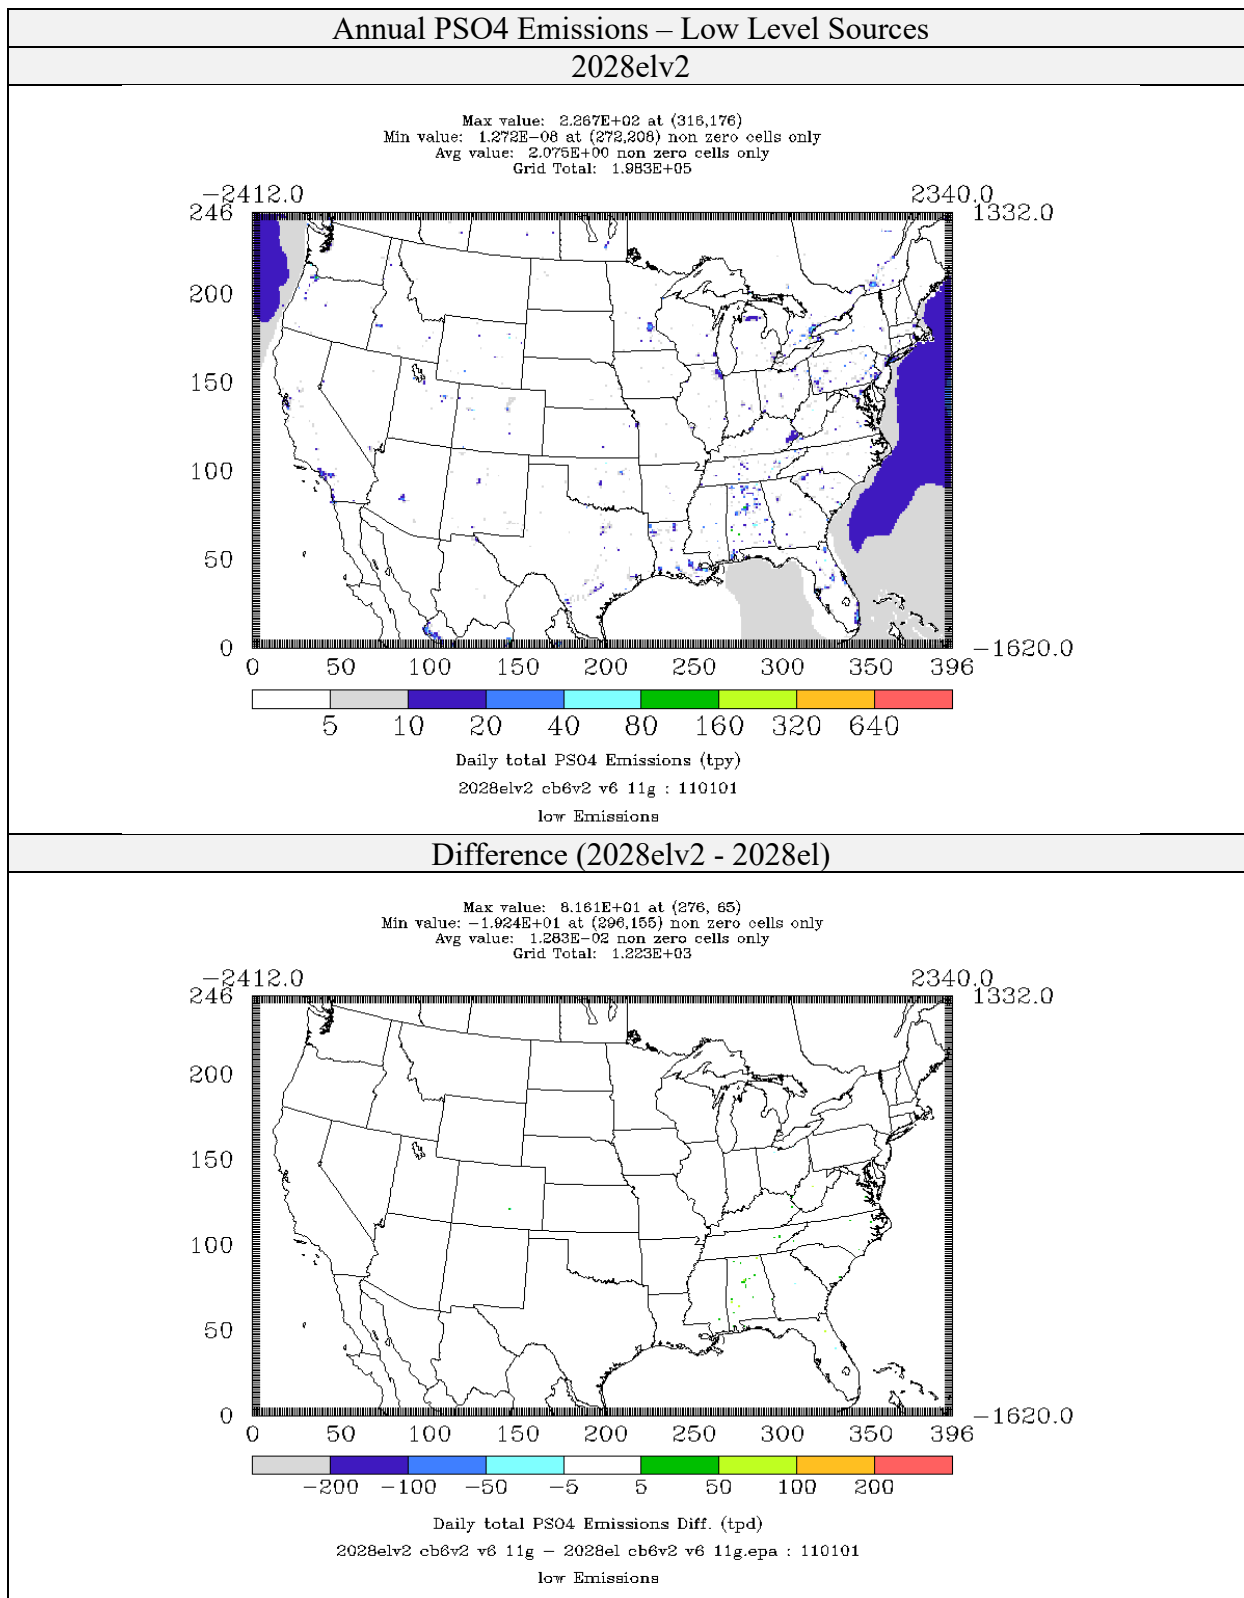 Annual PSO4 Emissions – Low Level Sources
2028elv2
Max value: 2.267E+02 at (316,176)
Min value: 1.272E-08 at (272,208) non zero cells only
Avg value: 2.075E+00 non zero cells only
Grid Total: 1.983E+05
-2412.0 2340.0
246 1332.0
200
150
100
50
0 -1620.0
0 50 100 150 200 250 300 350 396
5 10 20 40 80 160 320 640
Daily total PSO4 Emissions (tpy)
2028elv2 cb6v2 v6 11g : 110101
low Emissions
Difference (2028elv2 - 2028el)
Max value: 8.161E+01 at (276, 65)
Min value: -1.924E+01 at (296,155) non zero cells only
Avg value: 1.283E-02 non zero cells only
Grid Total: 1.223E+03
-2412.0 2340.0
246 1332.0
200
150
100
50
0 -1620.0
0 50 100 150 200 250 300 350 396
-200 -100 -50 -5 5 50 100 200
Daily total PSO4 Emissions Diff. (tpd)
2028elv2 cb6v2 v6 11g - 2028el cb6v2 v6 11g.epa : 110101
low Emissions